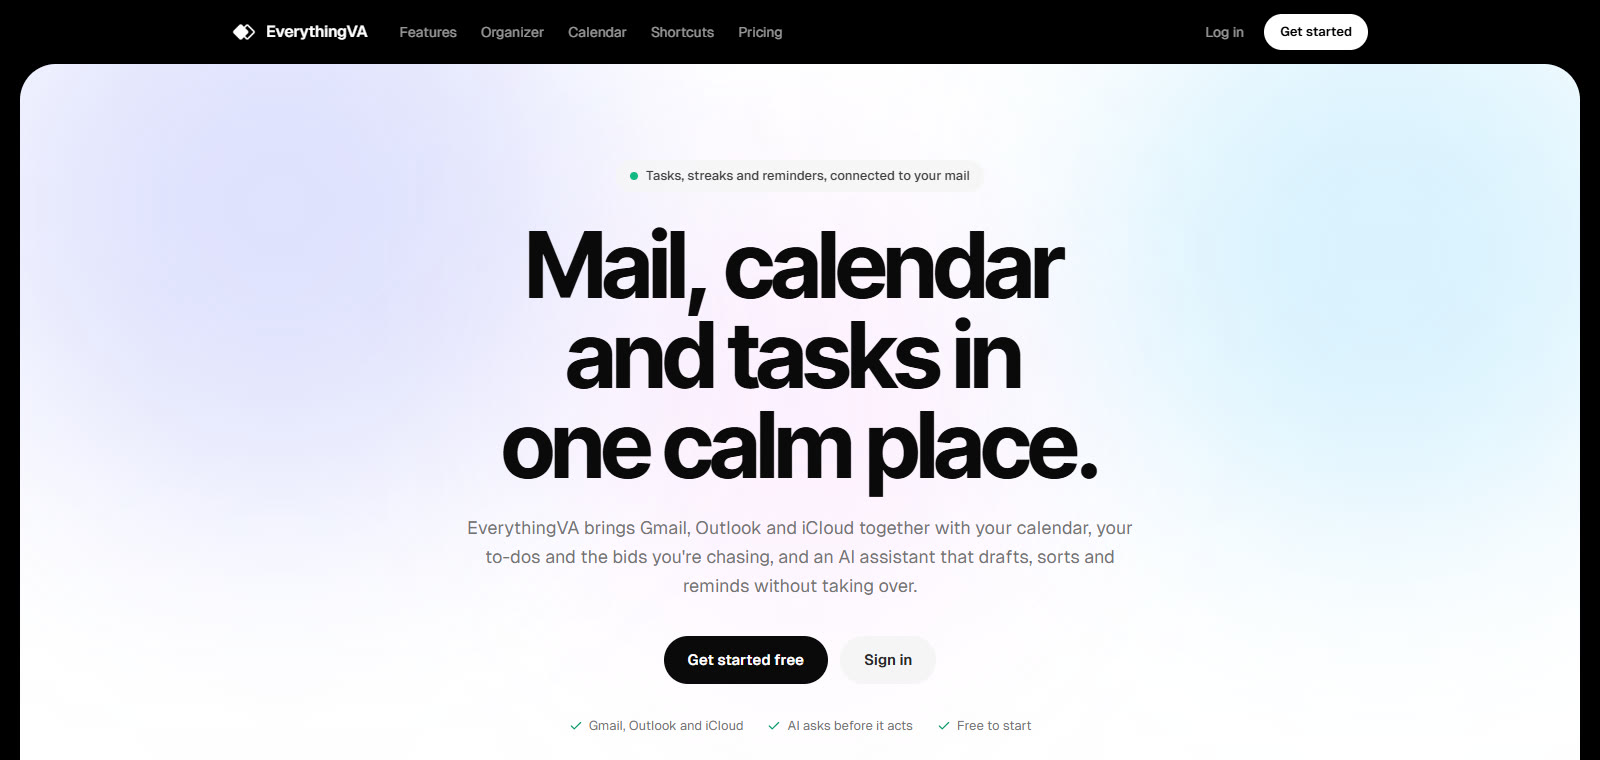 EverythingVA
Features
Organizer
Calendar
Shortcuts
Pricing
Log in
Get started
Tasks, streaks and reminders, connected to your mail
Mail, calendar
and tasks in
one calm place.
EverythingVA brings Gmail, Outlook and iCloud together with your calendar, your
to-dos and the bids you're chasing, and an AI assistant that drafts, sorts and
reminds without taking over.
Get started free
Sign in
Gmail, Outlook and iCloud
AI asks before it acts
Free to start